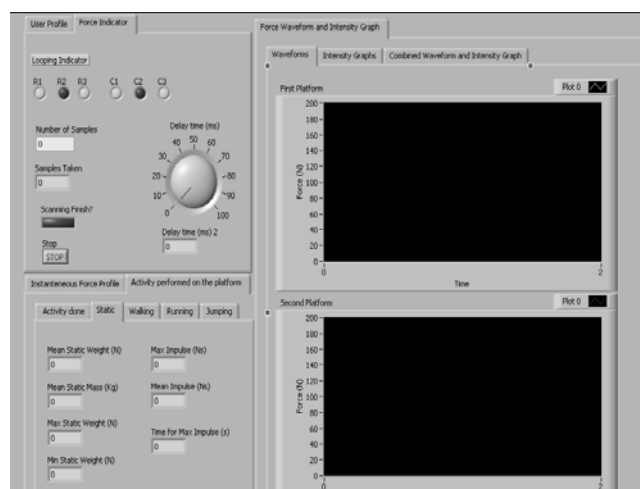 User Profile
Force Indicator
Looping Indicator
R1 R2 R3 C1 C2 C3
Number of Samples
0
Samples Taken
0
Scanning Finish?
Stop
STOP
Delay time (ms)
0 10 20 30 40 50 60 70 80 90 100
Delay time (ms) 2
0
Instantaneous Force Profile
Activity performed on the platform
Activity done
Static
Walking
Running
Jumping
Mean Static Weight (N)
0
Mean Static Mass (Kg)
0
Max Static Weight (N)
0
Min Static Weight (N)
0
Max Impulse (Ns)
0
Mean Impulse (Ns)
0
Time for Max Impulse (s)
0
Force Waveform and Intensity Graph
Waveforms
Intensity Graphs
Combined Waveform and Intensity Graph
First Platform
Plot 0
Force (N)
200
180
160
140
120
100
80
60
40
20
0
0 2
Time
Second Platform
Plot 0
Force (N)
200
180
160
140
120
100
80
60
40
20
0
0 2